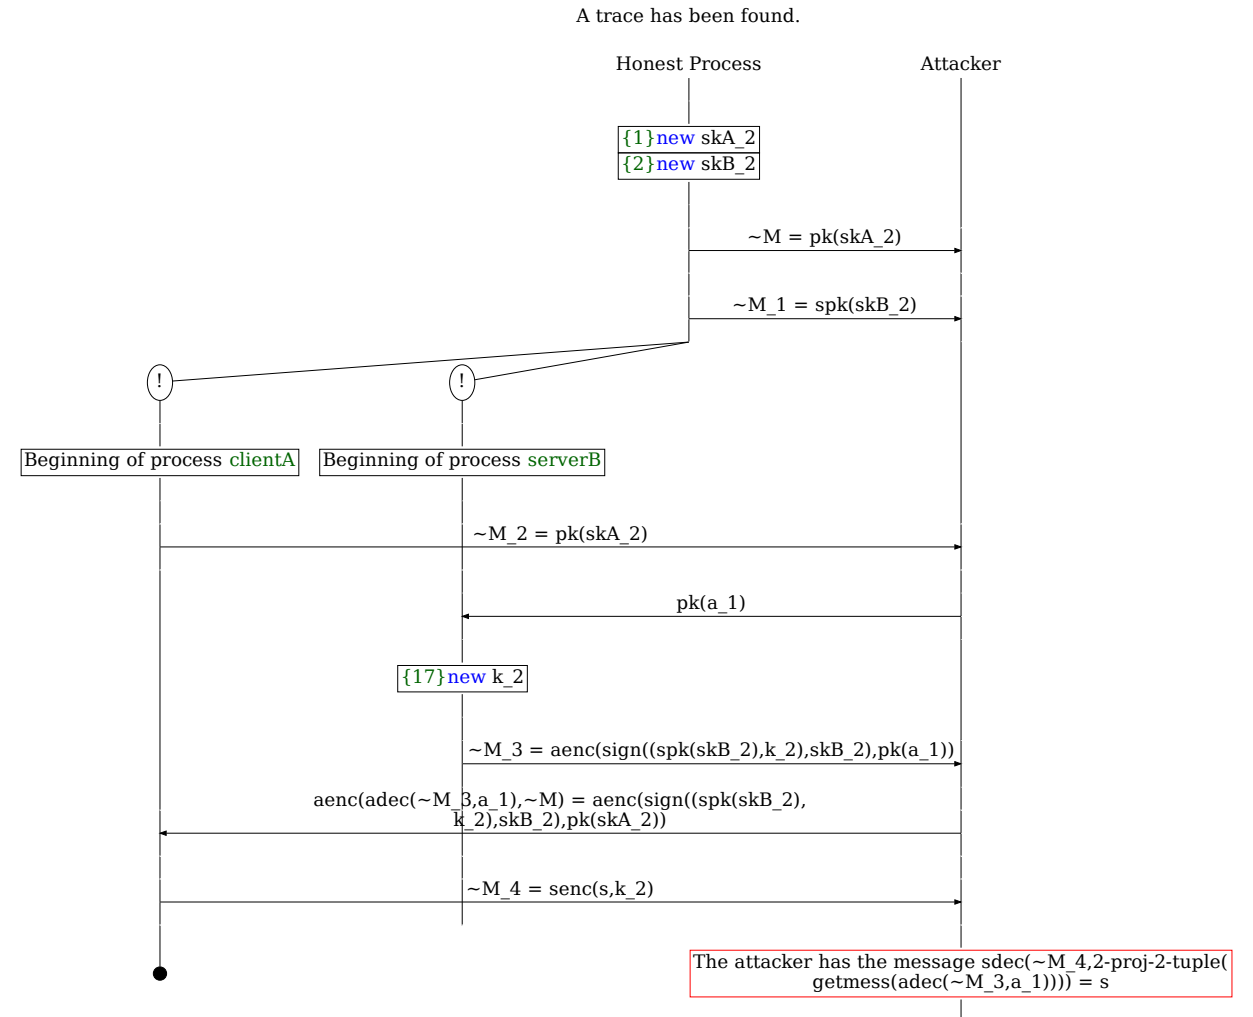 A trace has been found.
Honest Process
Attacker
{1}new skA_2
{2}new skB_2
~M = pk(skA_2)
~M_1 = spk(skB_2)
!
!
Beginning of process clientA
Beginning of process serverB
~M_2 = pk(skA_2)
pk(a_1)
{17}new k_2
~M_3 = aenc(sign((spk(skB_2),k_2),skB_2),pk(a_1))
aenc(adec(~M_3,a_1),~M) = aenc(sign((spk(skB_2),
k_2),skB_2),pk(skA_2))
~M_4 = senc(s,k_2)
The attacker has the message sdec(~M_4,2-proj-2-tuple(
getmess(adec(~M_3,a_1)))) = s